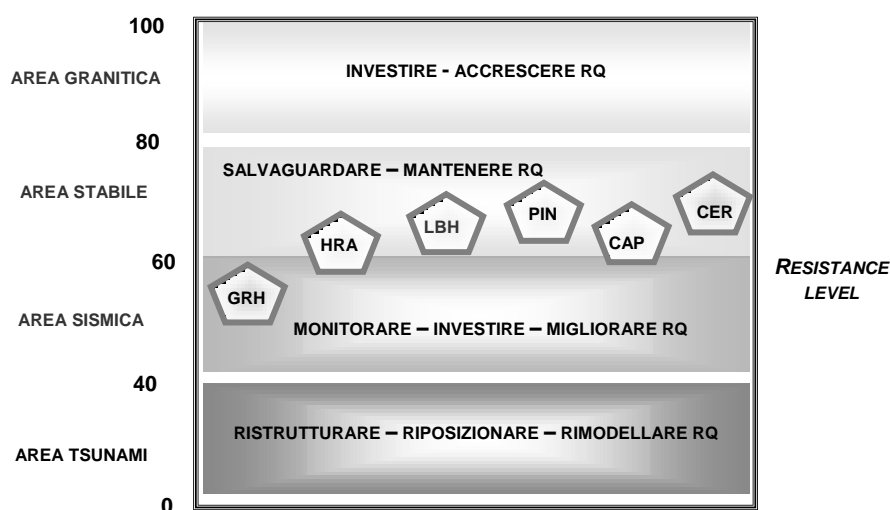 100
AREA GRANITICA
INVESTIRE - ACCRESCERE RQ
80
SALVAGUARDARE – MANTENERE RQ
AREA STABILE
GRH
HRA
LBH
PIN
CAP
CER
60
RESISTANCE
LEVEL
AREA SISMICA
MONITORARE – INVESTIRE – MIGLIORARE RQ
40
RISTRUTTURARE – RIPOSIZIONARE – RIMODELLARE RQ
AREA TSUNAMI
0